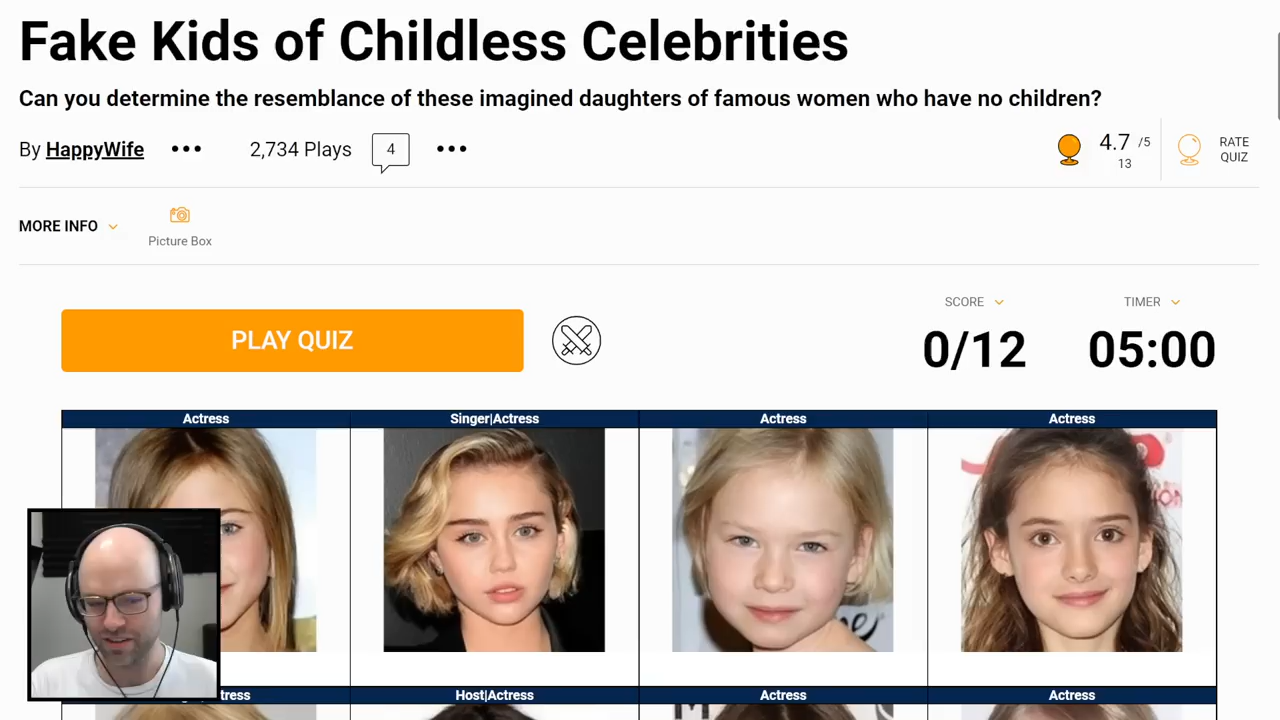 Fake Kids of Childless Celebrities
Can you determine the resemblance of these imagined daughters of famous women who have no children?
By HappyWife ••• 2,734 Plays 4 •••
4.7 /5
13
RATE
QUIZ
MORE INFO
Picture Box
PLAY QUIZ
SCORE
0/12
TIMER
05:00
Actress Singer|Actress Actress Actress
Host|Actress Actress Actress